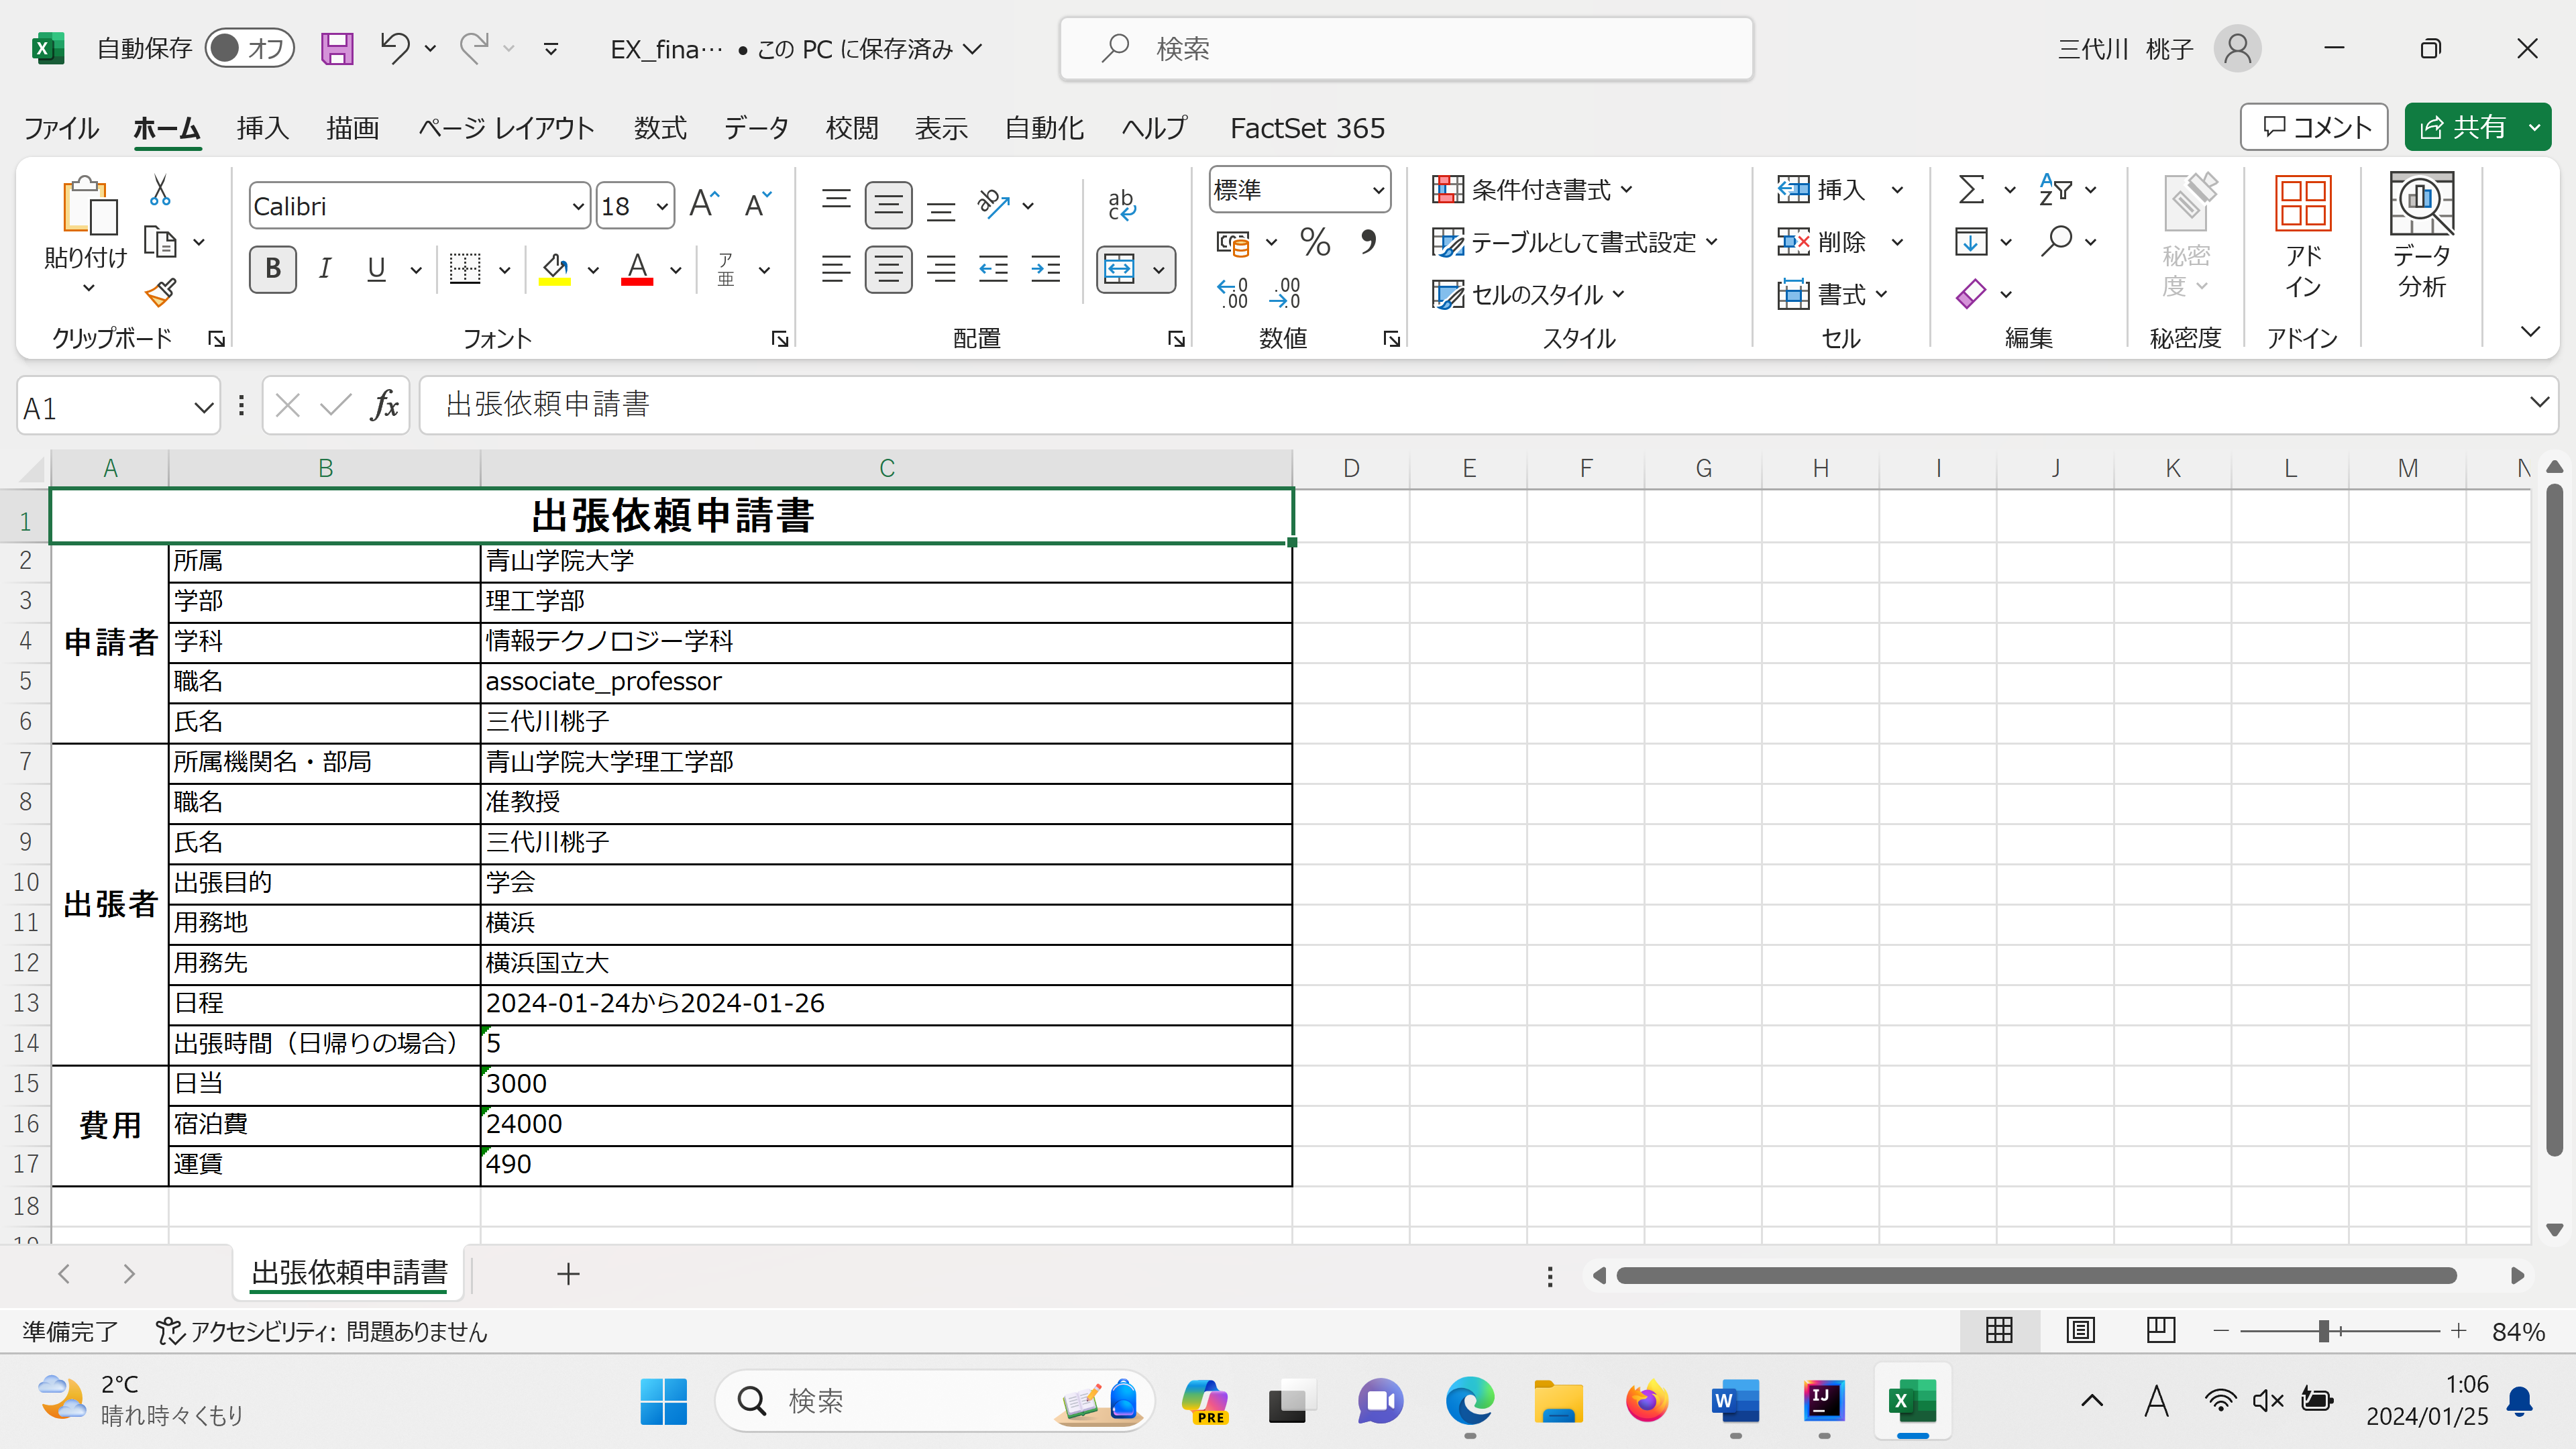 自動保存 オフ EX_fina… • この PC に保存済み 検索 三代川 桃子
ファイル ホーム 挿入 描画 ページ レイアウト 数式 データ 校閲 表示 自動化 ヘルプ FactSet 365 コメント 共有
貼り付け
クリップボード
Calibri 18
B I U A ア亜
フォント
ab
配置
標準
% 9
数値
条件付き書式
テーブルとして書式設定
セルのスタイル
スタイル
挿入
削除
書式
セル
編集
秘密度
秘密度
アドイン
アドイン
データ分析
A1 fx 出張依頼申請書
A B C D E F G H I J K L M N
1 出張依頼申請書
2 所属 青山学院大学
3 学部 理工学部
4 申請者 学科 情報テクノロジー学科
5 職名 associate_professor
6 氏名 三代川桃子
7 所属機関名・部局 青山学院大学理工学部
8 職名 准教授
9 氏名 三代川桃子
10 出張者 出張目的 学会
11 用務地 横浜
12 用務先 横浜国立大
13 日程 2024-01-24から2024-01-26
14 出張時間（日帰りの場合） 5
15 日当 3000
16 費用 宿泊費 24000
17 運賃 490
18
出張依頼申請書
準備完了 アクセシビリティ: 問題ありません 84%
2°C
晴れ時々くもり
検索
PRE
W
IJ
X
A
1:06
2024/01/25